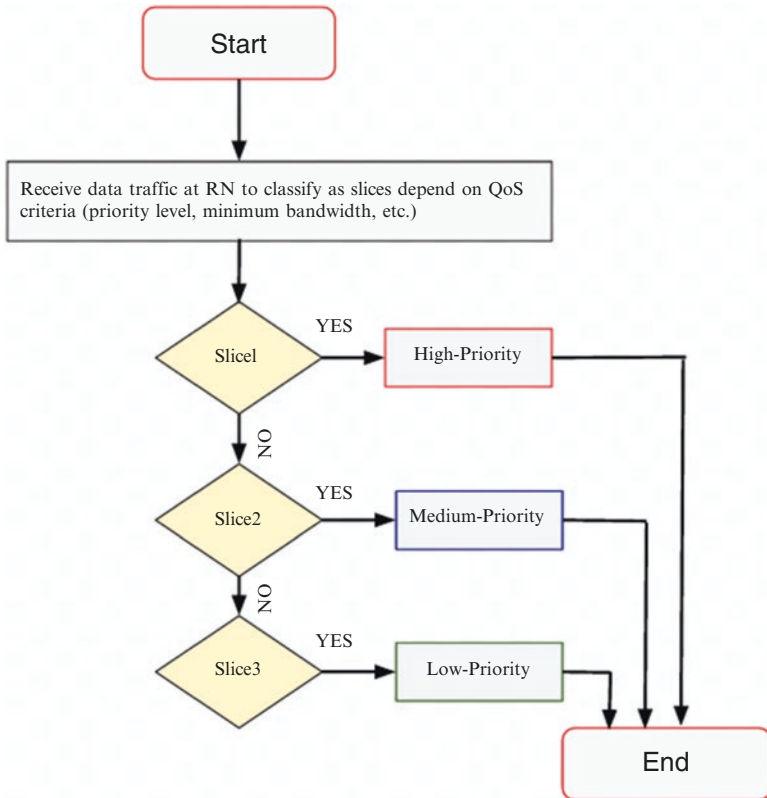 Start
Receive data traffic at RN to classify as slices depend on QoS
criteria (priority level, minimum bandwidth, etc.)
YES
Slicel
High-Priority
NO
YES
Slice2
Medium-Priority
NO
YES
Slice3
Low-Priority
End